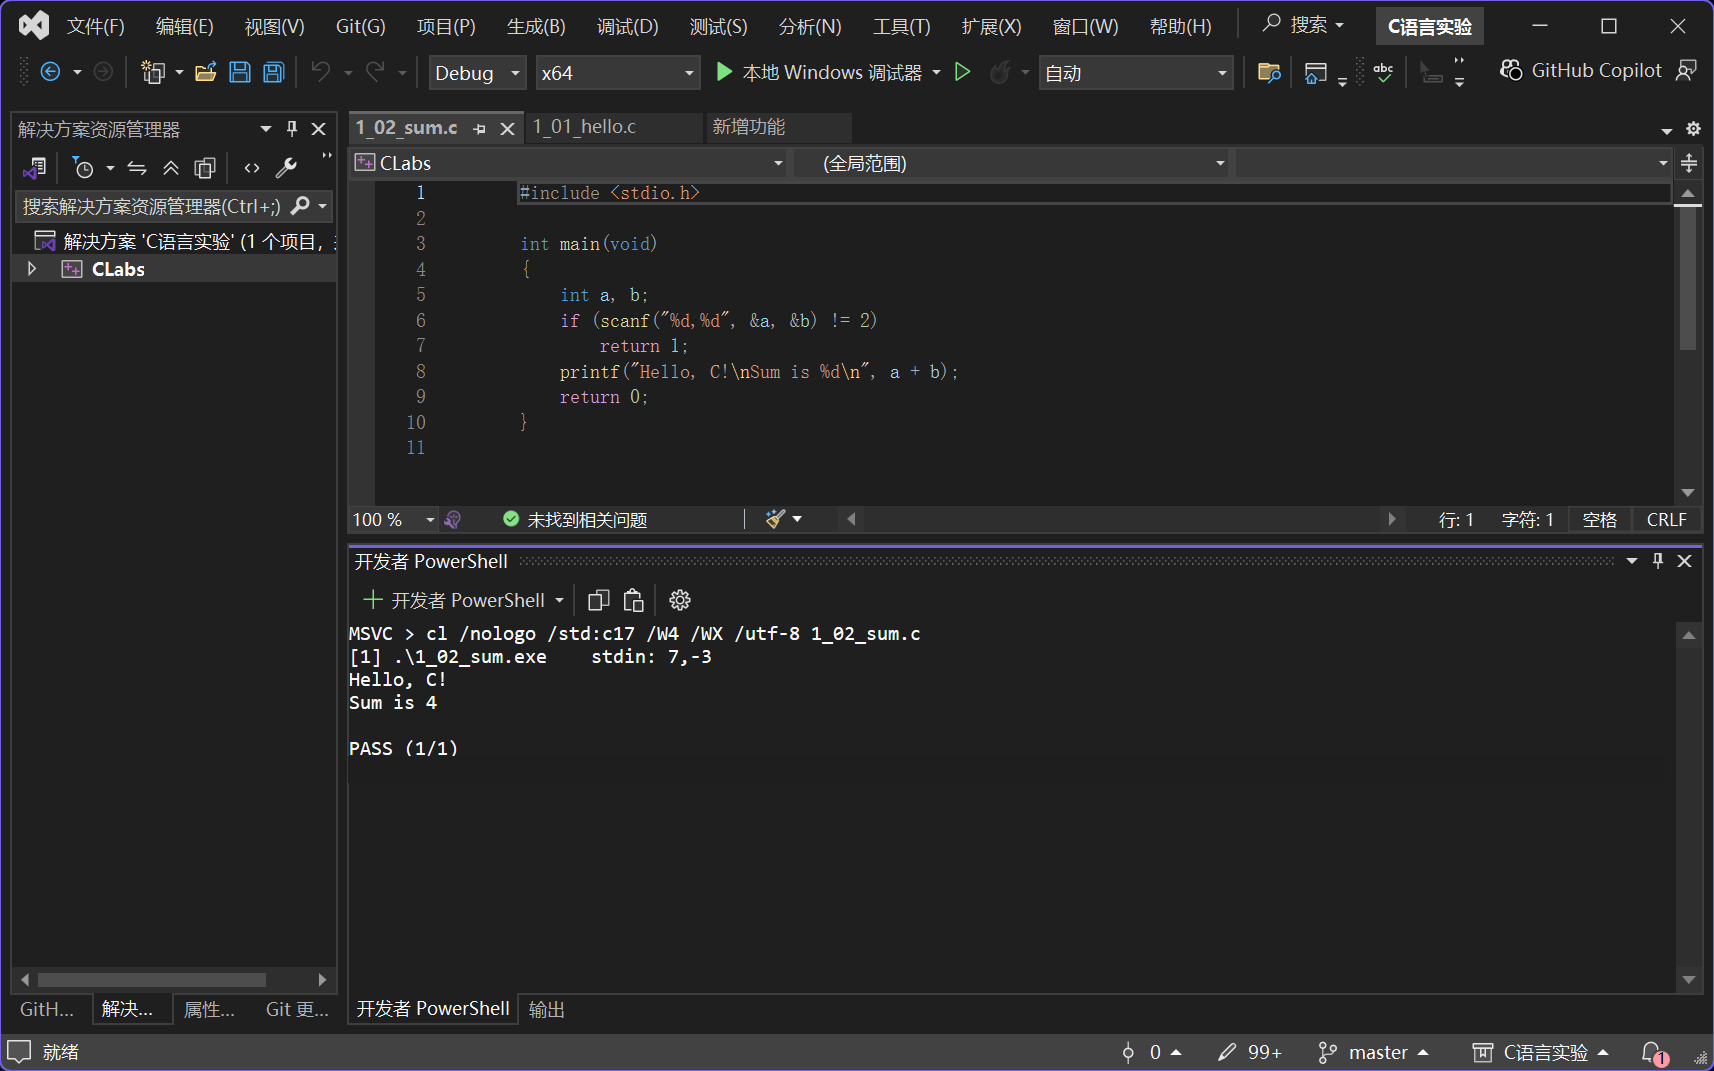 文件(F) 编辑(E) 视图(V) Git(G) 项目(P) 生成(B) 调试(D) 测试(S) 分析(N) 工具(T) 扩展(X) 窗口(W) 帮助(H) 搜索 C语言实验
Debug x64 本地 Windows 调试器 自动 abc GitHub Copilot
解决方案资源管理器
搜索解决方案资源管理器(Ctrl+;)
解决方案 'C语言实验' (1 个项目,
CLabs
1_02_sum.c 1_01_hello.c 新增功能
CLabs (全局范围)
1 #include <stdio.h>
2
3 int main(void)
4 {
5 int a, b;
6 if (scanf("%d,%d", &a, &b) != 2)
7 return 1;
8 printf("Hello, C!\nSum is %d\n", a + b);
9 return 0;
10 }
11
100 % 未找到相关问题 行: 1 字符: 1 空格 CRLF
开发者 PowerShell
开发者 PowerShell
MSVC > cl /nologo /std:c17 /W4 /WX /utf-8 1_02_sum.c
[1] .\1_02_sum.exe stdin: 7,-3
Hello, C!
Sum is 4
PASS (1/1)
GitH... 解决... 属性... Git 更...
开发者 PowerShell 输出
就绪 0 99+ master C语言实验 1